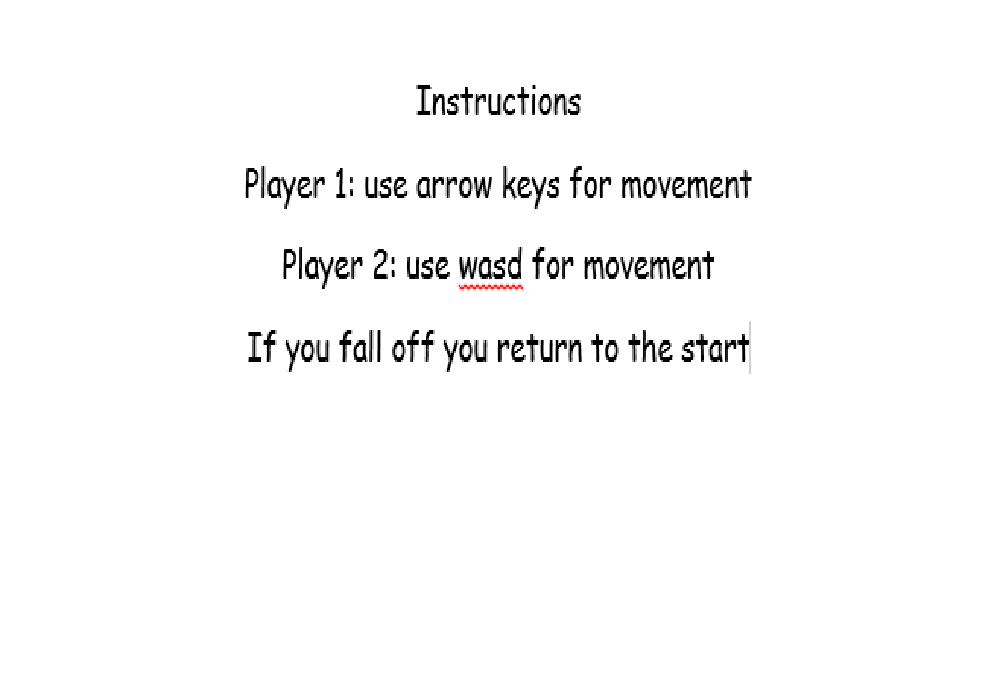 Instructions
Player 1: use arrow keys for movement
Player 2: use wasd for movement
If you fall off you return to the start